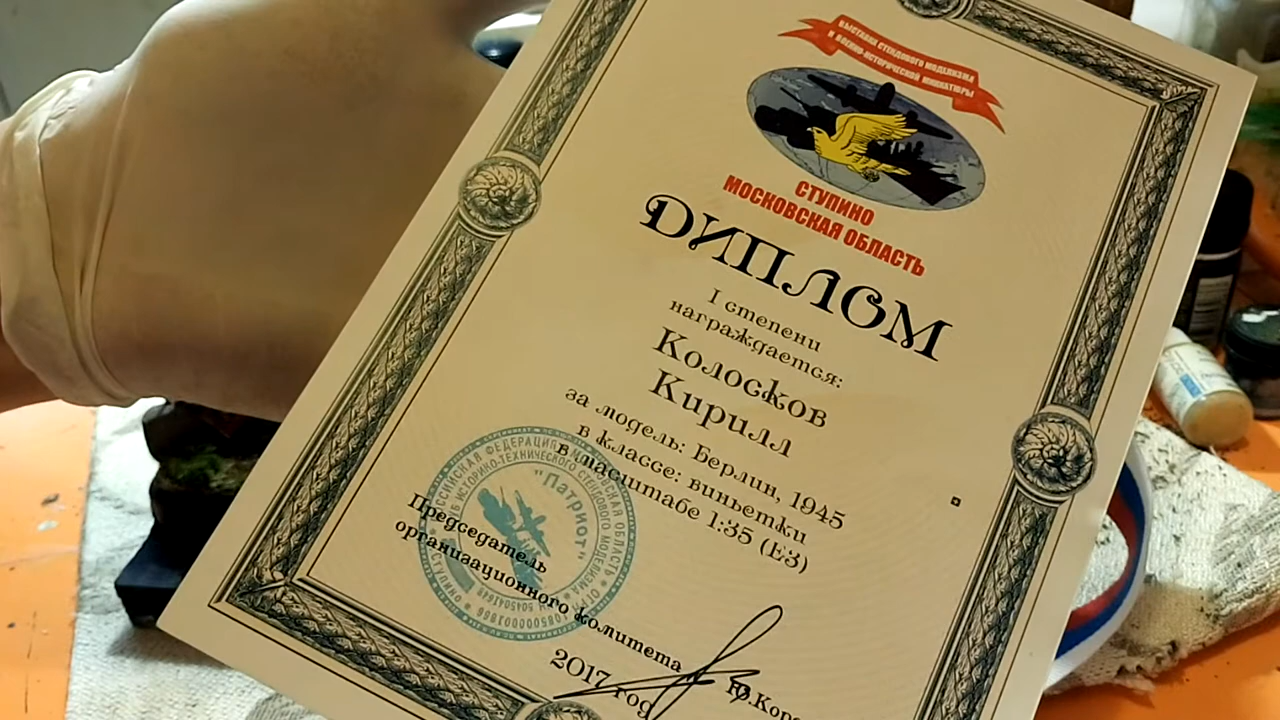 ВЫСТАВКА СТЕНДОВОГО МОДЕЛИЗМА
И ВОЕННО-ИСТОРИЧЕСКОЙ МИНИАТЮРЫ
СТУПИНО
МОСКОВСКАЯ ОБЛАСТЬ
ДИПЛОМ
I степени
награждается:
Колосков
Кирилл
за модель: Берлин, 1945
в классе: виньетки
в масштабе 1:35 (Е3)
"Патриот"
Председатель
организационного комитета
2017 год